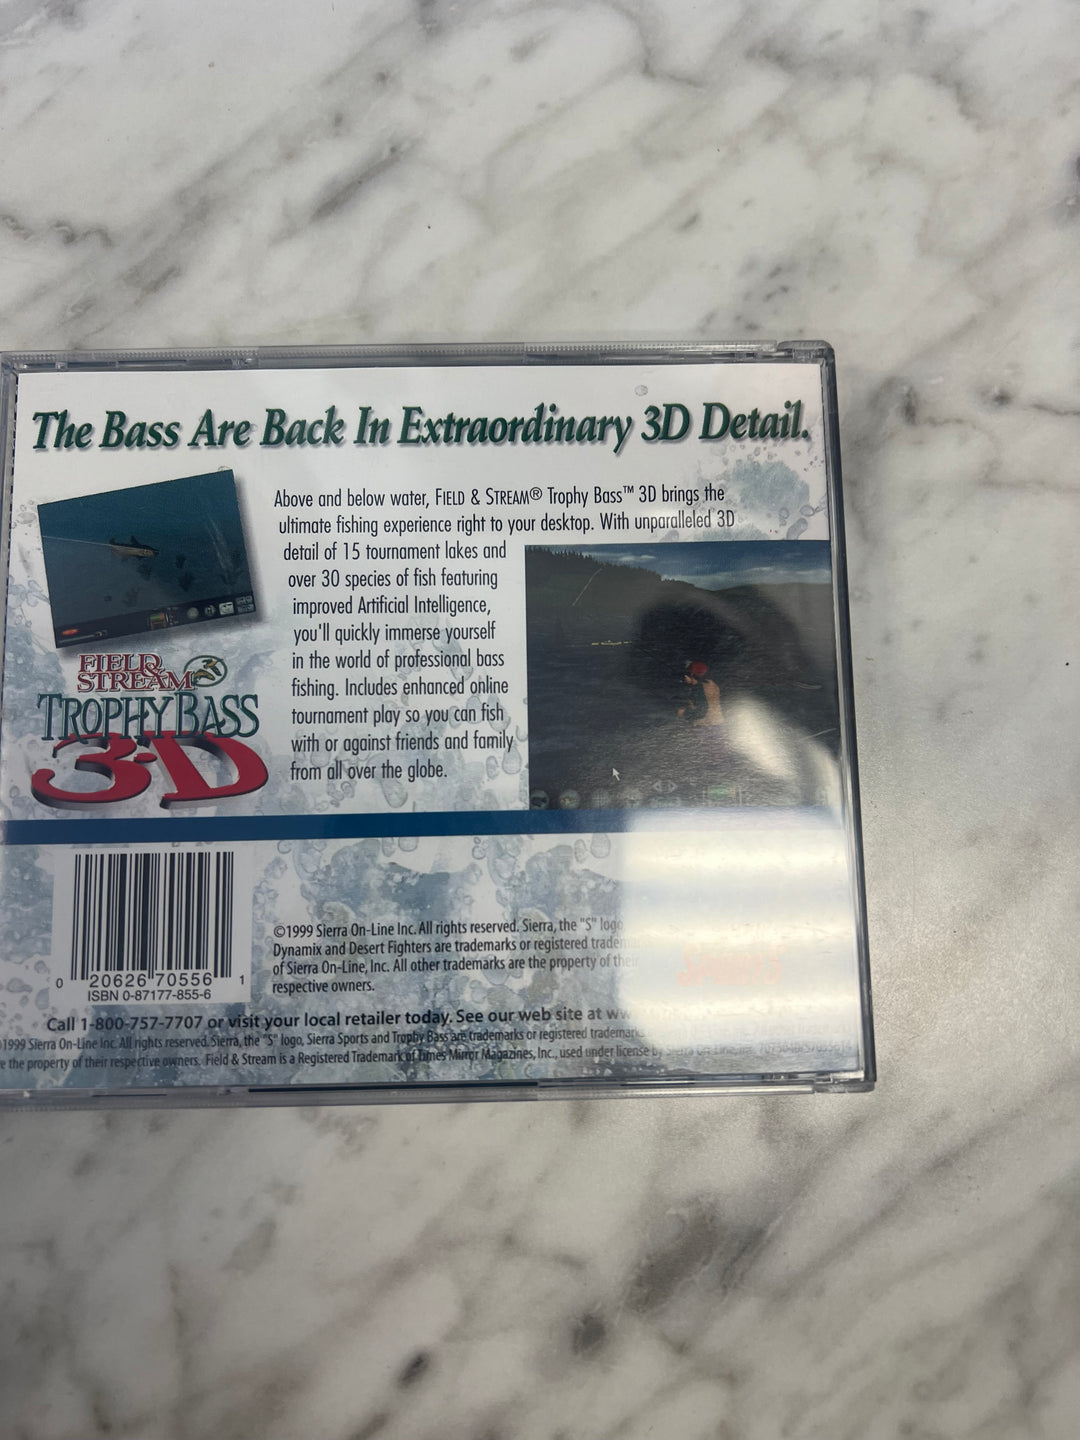 The Bass Are Back In Extraordinary 3D Detail.
Above and below water, FIELD & STREAM® Trophy Bass™ 3D brings the
ultimate fishing experience right to your desktop. With unparalleled 3D
detail of 15 tournament lakes and
over 30 species of fish featuring
improved Artificial Intelligence,
you'll quickly immerse yourself
in the world of professional bass
fishing. Includes enhanced online
tournament play so you can fish
with or against friends and family
from all over the globe.
FIELD &
STREAM
TROPHY BASS
3-D
0 20626 70556 1
ISBN 0-87177-855-6
©1999 Sierra On-Line Inc. All rights reserved. Sierra, the "S" logo
Dynamix and Desert Fighters are trademarks or registered tradem
of Sierra On-Line, Inc. All other trademarks are the property of their
respective owners.
Call 1-800-757-7707 or visit your local retailer today. See our web site at ww
1999 Sierra On-Line Inc. All rights reserved. Sierra, the "S" logo, Sierra Sports and Trophy Bass are trademarks or registered trademarks
e the property of their respective owners. Field & Stream is a Registered Trademark of Times Mirror Magazines, Inc., used under license by Sierra On-Line, Inc.